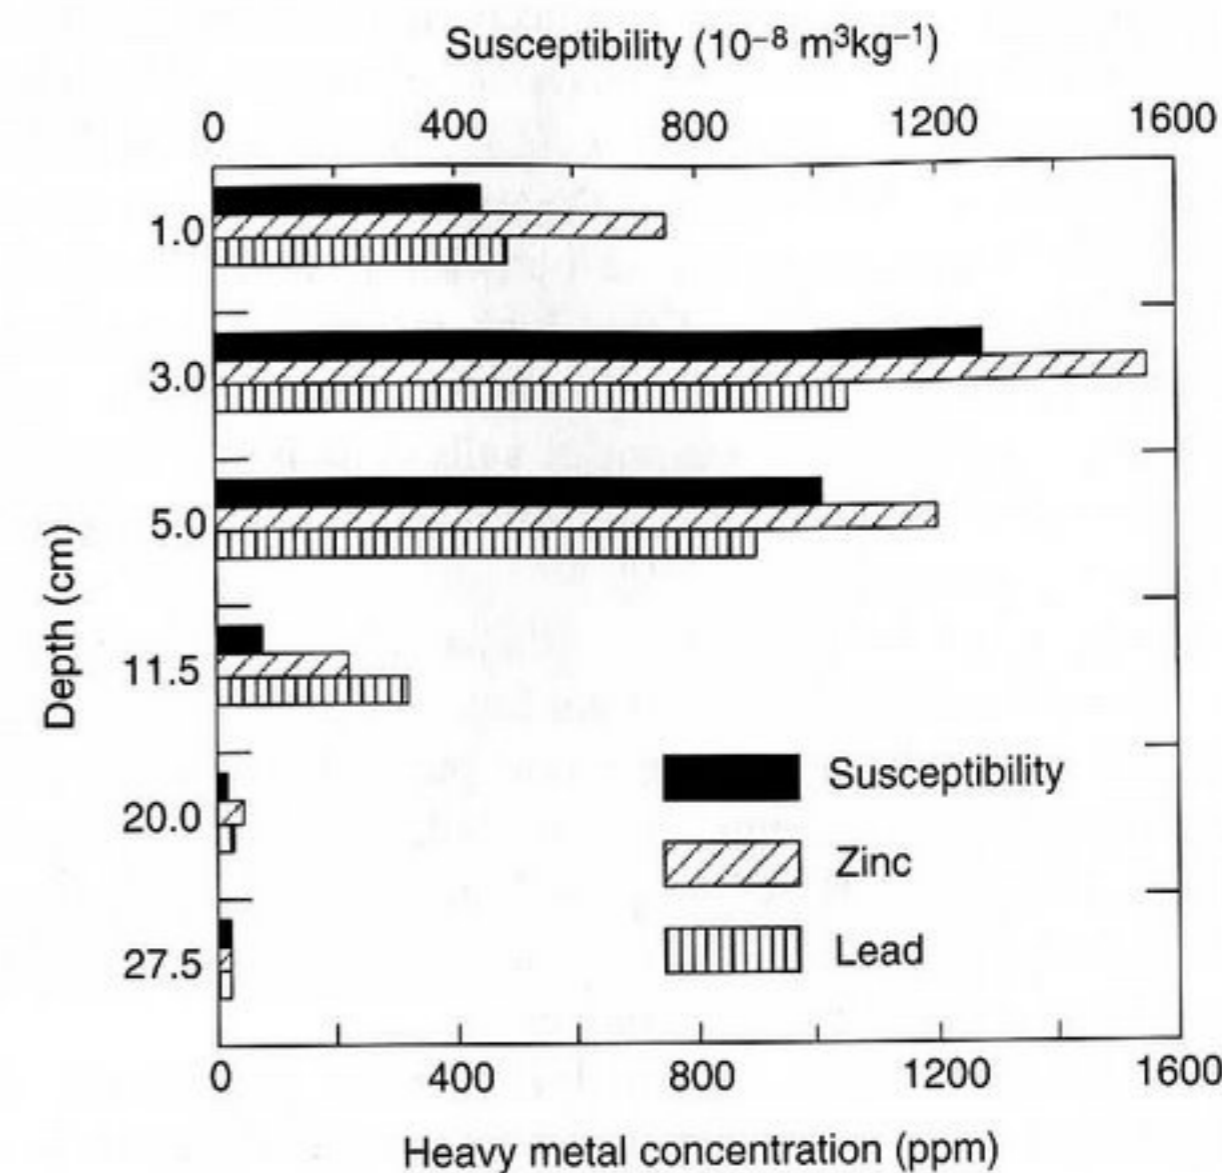 Susceptibility (10⁻⁸ m³kg⁻¹)
0 400 800 1200 1600
1.0
3.0
5.0
11.5
20.0
27.5
Depth (cm)
Susceptibility
Zinc
Lead
0 400 800 1200 1600
Heavy metal concentration (ppm)